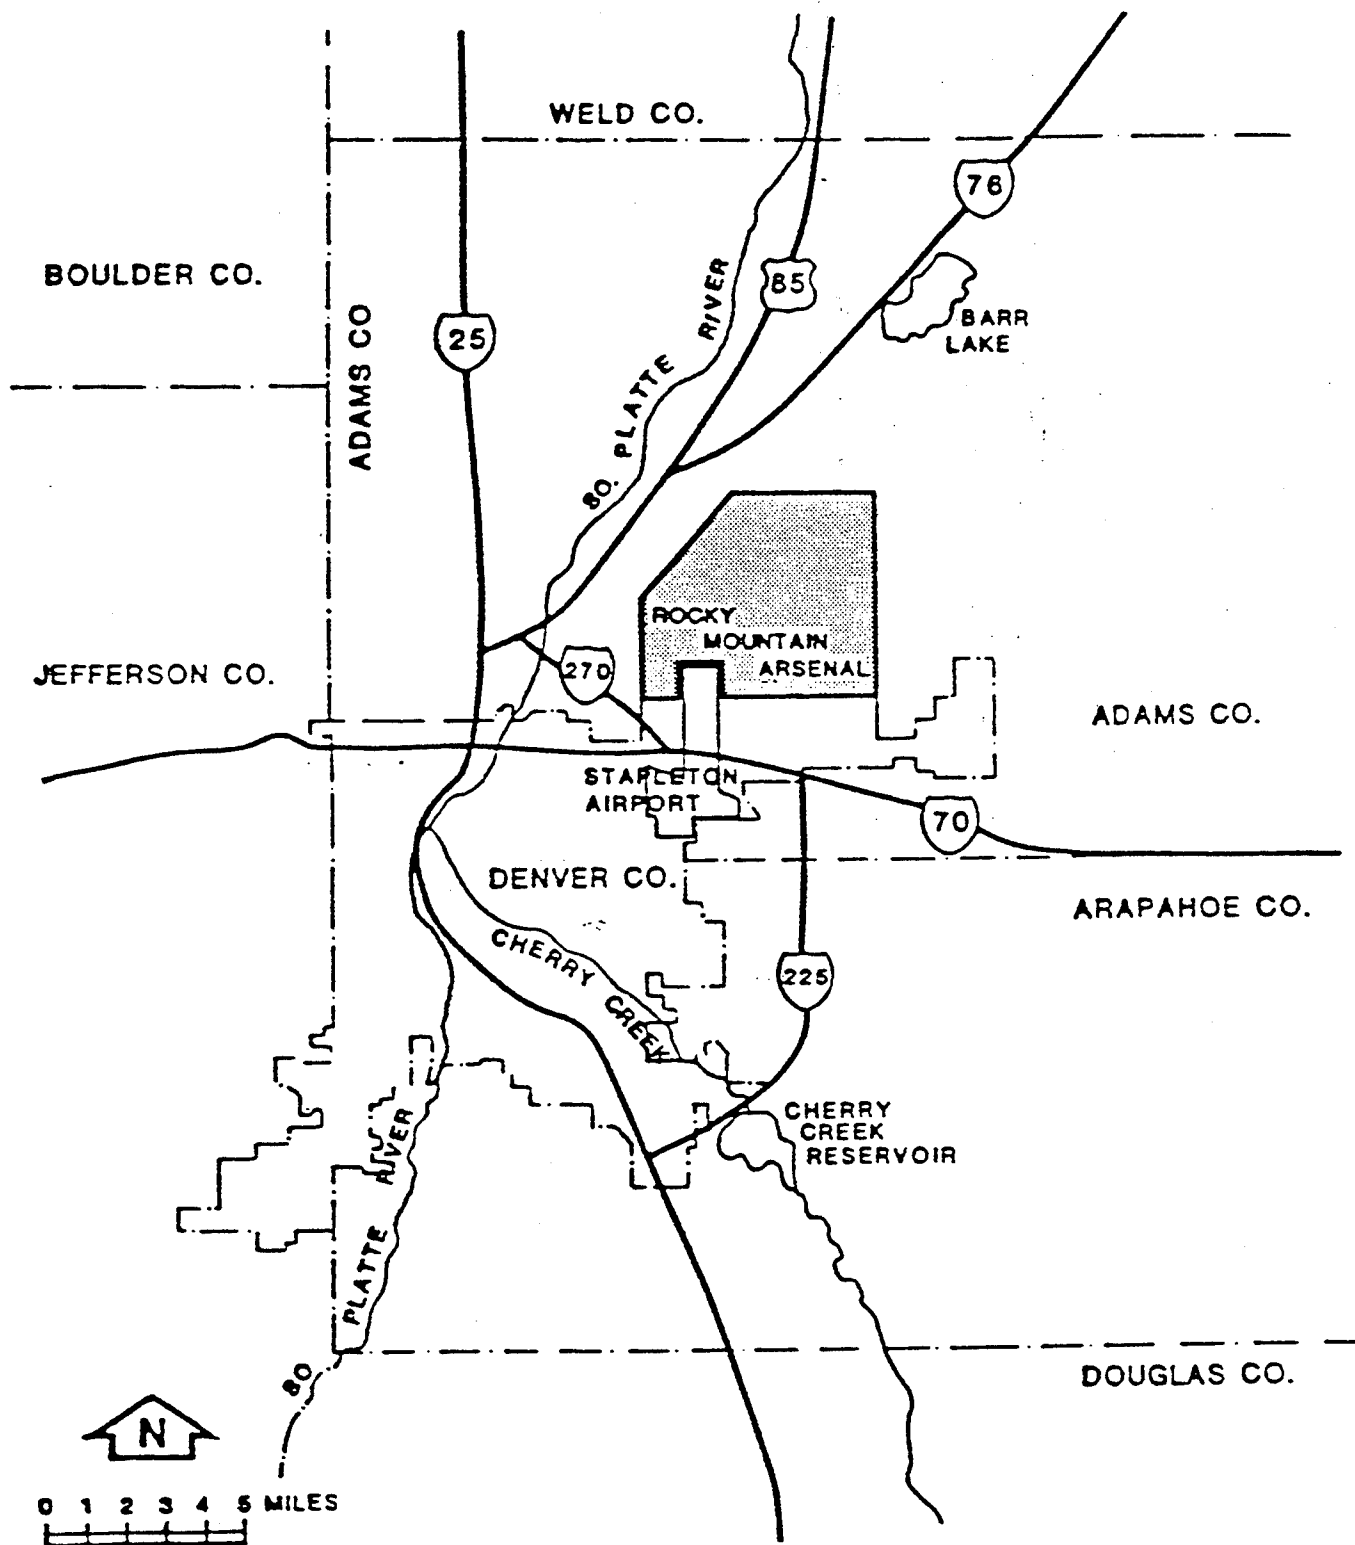 WELD CO.
76
BOULDER CO.
85
SO. PLATTE RIVER
BARR
LAKE
25
ADAMS CO
ROCKY
MOUNTAIN
ARSENAL
270
JEFFERSON CO.
ADAMS CO.
STAPLETON
AIRPORT
70
DENVER CO.
ARAPAHOE CO.
CHERRY CREEK
225
CHERRY
CREEK
RESERVOIR
SO. PLATTE RIVER
DOUGLAS CO.
N
0 1 2 3 4 5 MILES